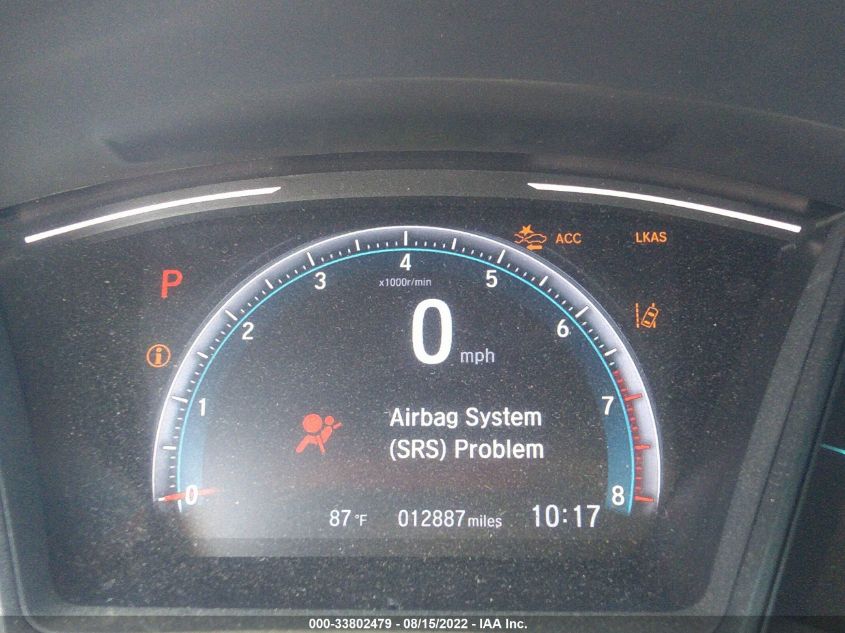 ACC LKAS
4
3 5
x1000r/min
P
2 6
0 mph
i
1 7
Airbag System
(SRS) Problem
0 8
87°F 012887 miles 10:17
000-33802479 - 08/15/2022 - IAA Inc.